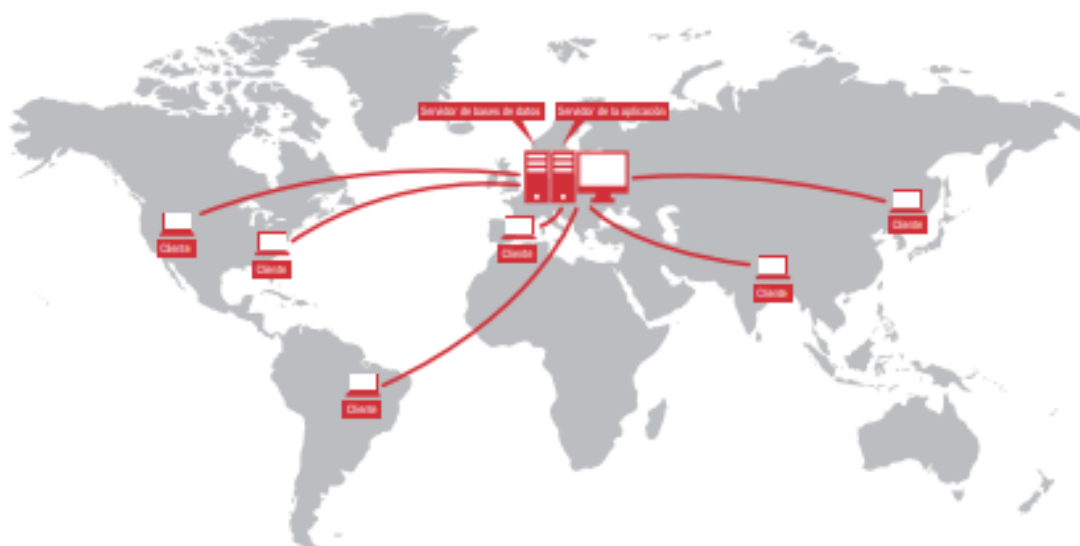 Servidor de bases de datos
Servidor de la aplicación
Cliente
Cliente
Cliente
Cliente
Cliente
Cliente